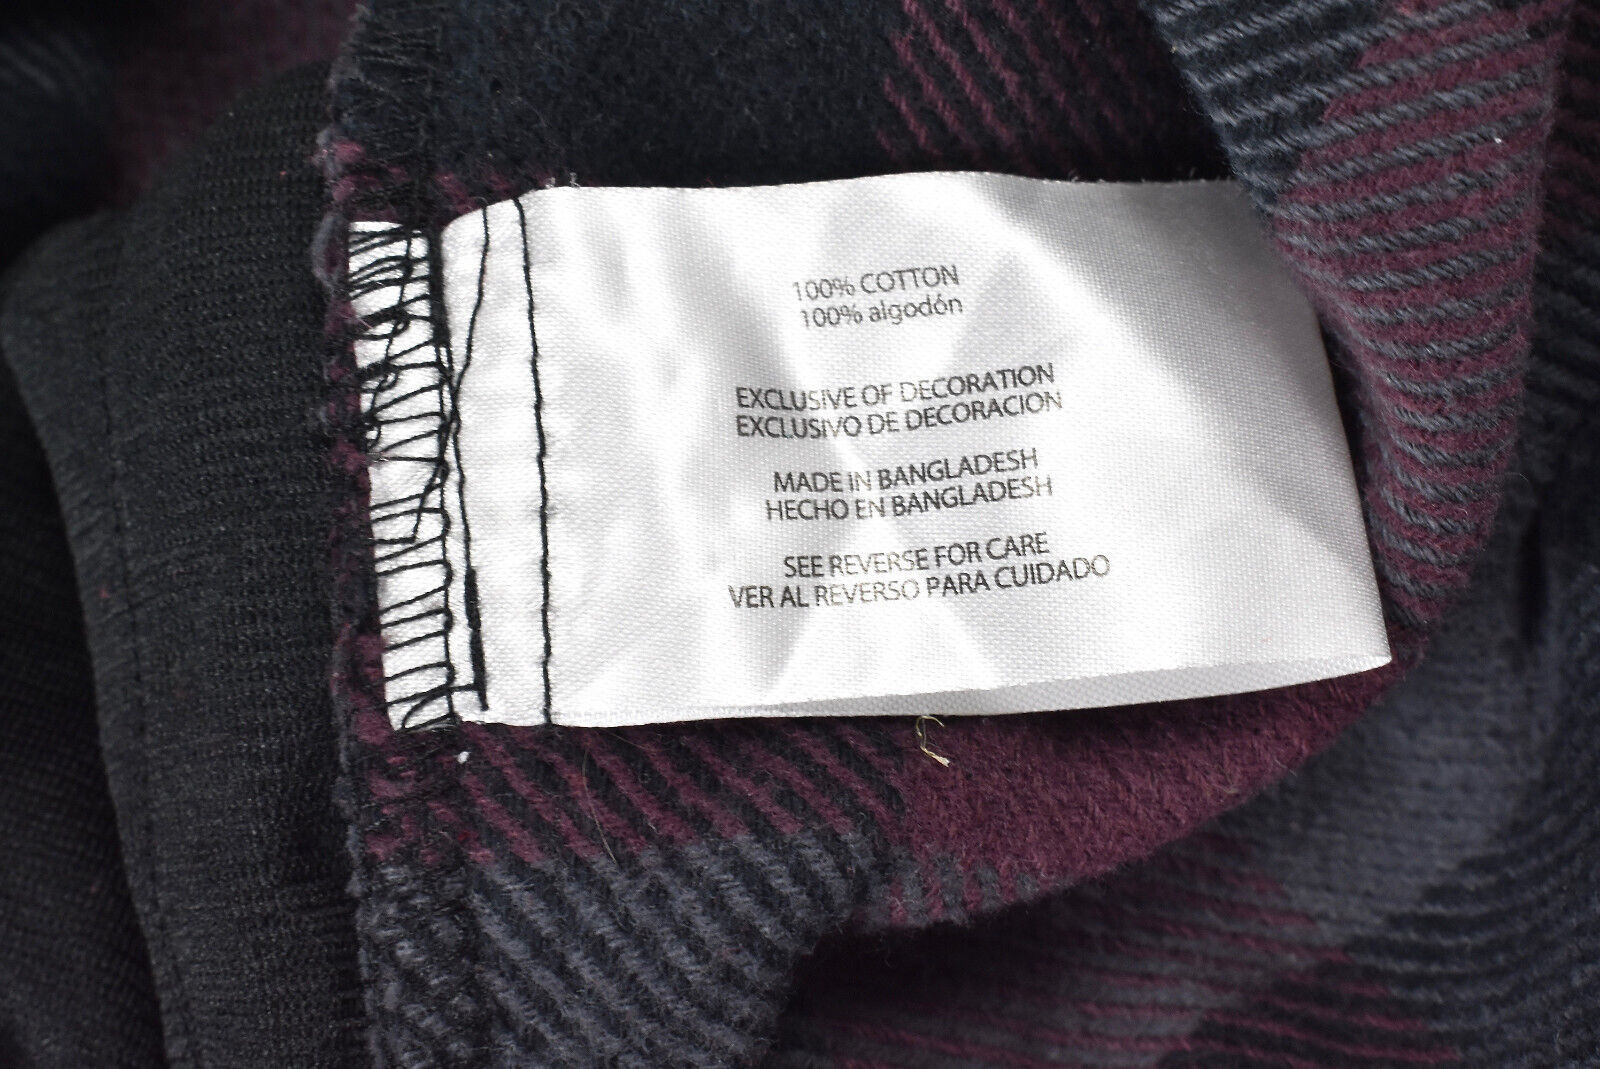 100% COTTON
100% algodón
EXCLUSIVE OF DECORATION
EXCLUSIVO DE DECORACION
MADE IN BANGLADESH
HECHO EN BANGLADESH
SEE REVERSE FOR CARE
VER AL REVERSO PARA CUIDADO